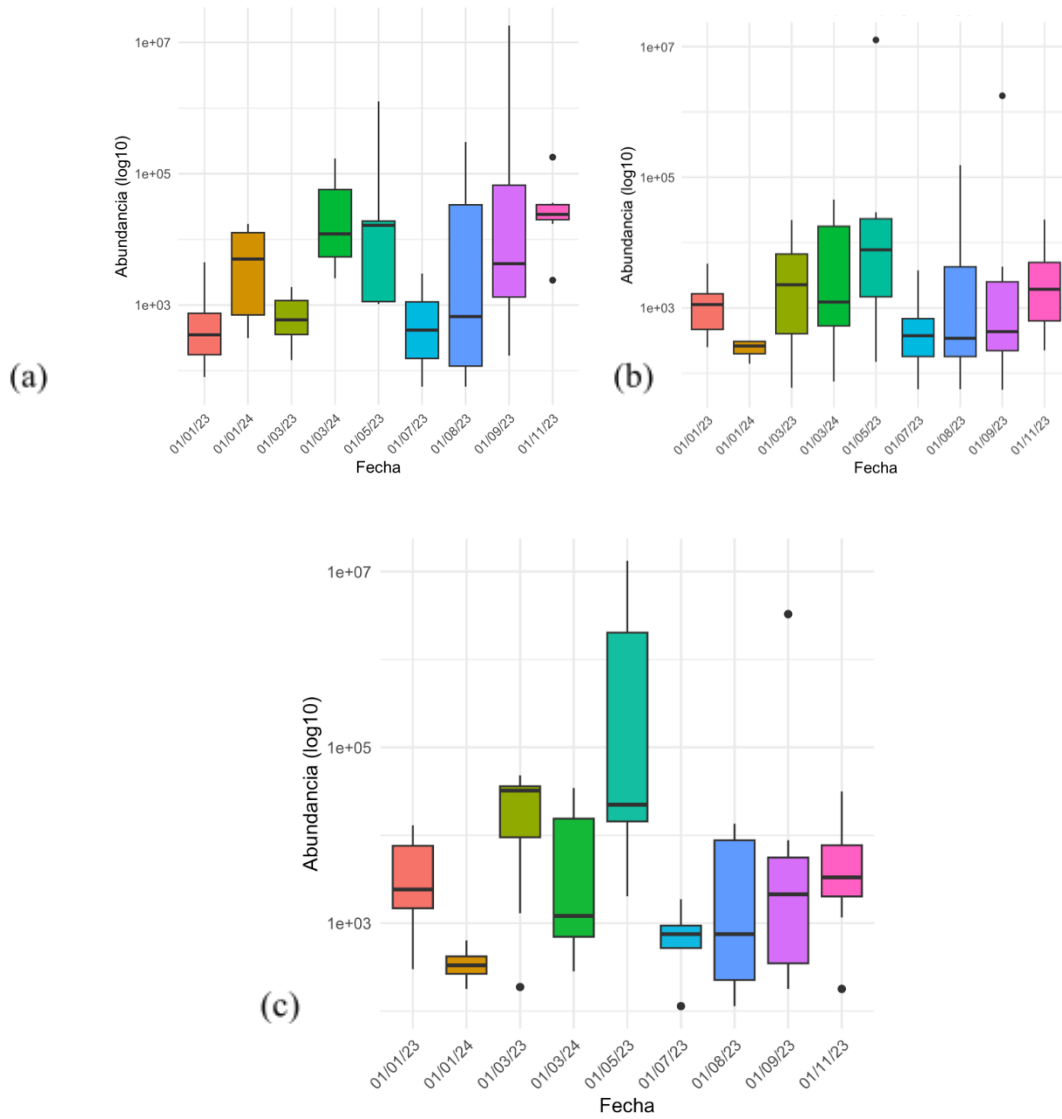 1e+07
1e+05
1e+03
Abundancia (log10)
01/01/23
01/01/24
01/03/23
01/03/24
01/05/23
01/07/23
01/08/23
01/09/23
01/11/23
Fecha
(a)
1e+07
1e+05
1e+03
Abundancia (log10)
01/01/23
01/01/24
01/03/23
01/03/24
01/05/23
01/07/23
01/08/23
01/09/23
01/11/23
Fecha
(b)
1e+07
1e+05
1e+03
Abundancia (log10)
01/01/23
01/01/24
01/03/23
01/03/24
01/05/23
01/07/23
01/08/23
01/09/23
01/11/23
Fecha
(c)